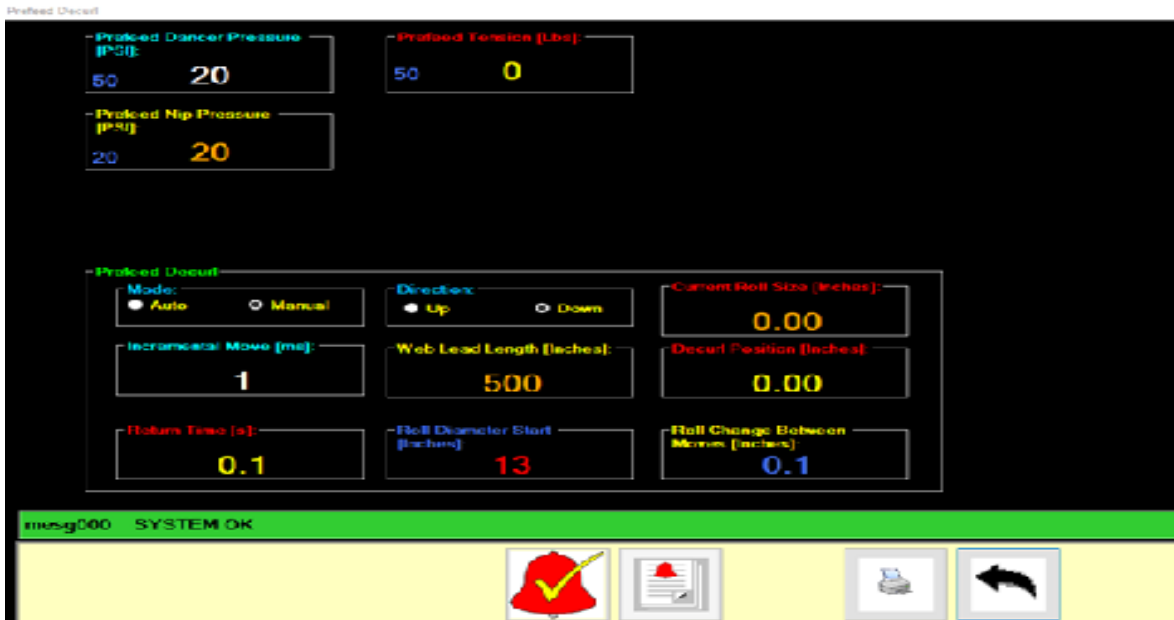 Prefeed Decurl
Prefeed Dancer Pressure
[PSI]:
50 20
Prefeed Tension [Lbs]:
50 0
Prefeed Nip Pressure
[PSI]:
20 20
Prefeed Decurl
Mode:
Auto Manual
Direction:
Up Down
Current Roll Size [Inches]:
0.00
Incremental Move [ms]:
1
Web Lead Length [Inches]:
500
Decurl Position [Inches]:
0.00
Return Time [s]:
0.1
Roll Diameter Start
[Inches]:
13
Roll Change Between
Moves [Inches]:
0.1
mesg000 SYSTEM OK